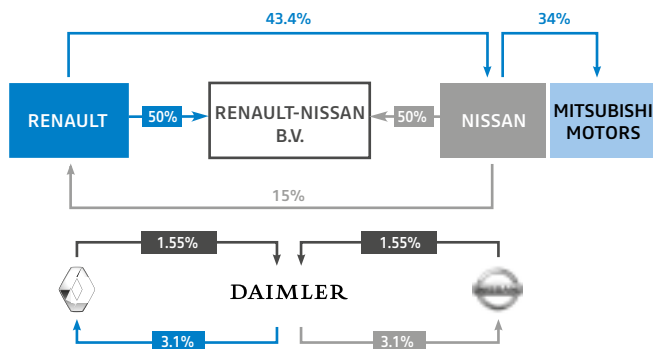 43.4%
34%
RENAULT
50%
RENAULT-NISSAN
B.V.
50%
NISSAN
MITSUBISHI
MOTORS
15%
1.55%
1.55%
DAIMLER
NISSAN
3.1%
3.1%